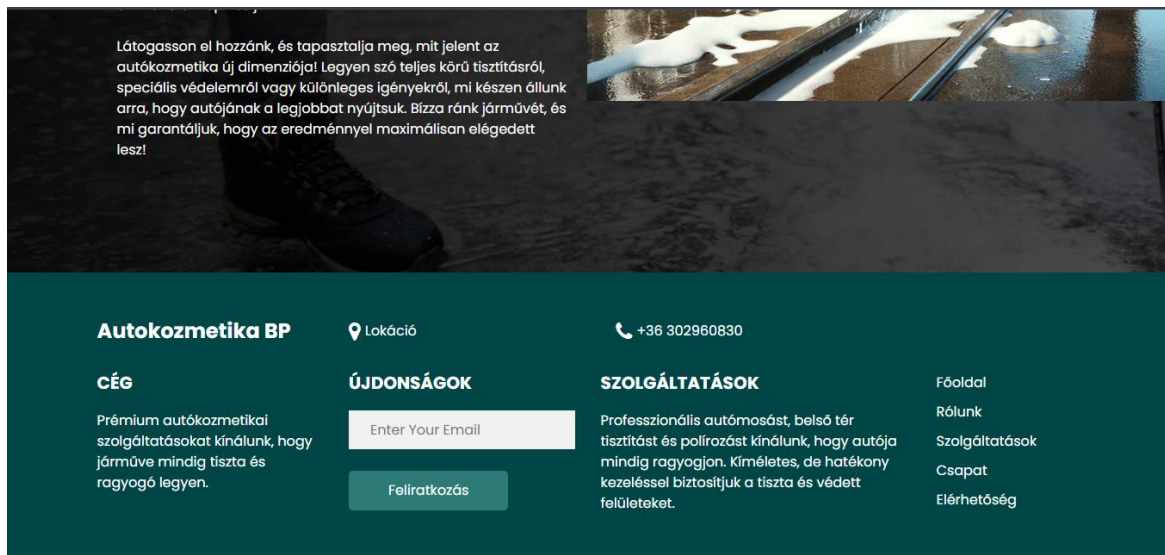 Látogasson el hozzánk, és tapasztalja meg, mit jelent az
autókozmetika új dimenziója! Legyen szó teljes körű tisztításról,
speciális védelemről vagy különleges igényekről, mi készen állunk
arra, hogy autójának a legjobbat nyújtsuk. Bízza ránk járművét, és
mi garantáljuk, hogy az eredménnyel maximálisan elégedett
lesz!
Autokozmetika BP
Lokáció
+36 302960830
CÉG
Prémium autókozmetikai
szolgáltatásokat kínálunk, hogy
járműve mindig tiszta és
ragyogó legyen.
ÚJDONSÁGOK
Enter Your Email
Feliratkozás
SZOLGÁLTATÁSOK
Professzionális autómosást, belső tér
tisztítást és polírozást kínálunk, hogy autója
mindig ragyogjon. Kíméletes, de hatékony
kezeléssel biztosítjuk a tiszta és védett
felületeket.
Főoldal
Rólunk
Szolgáltatások
Csapat
Elérhetőség